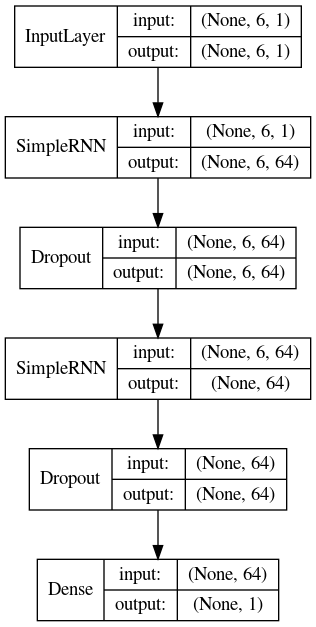 InputLayer
input: (None, 6, 1)
output: (None, 6, 1)
SimpleRNN
input: (None, 6, 1)
output: (None, 6, 64)
Dropout
input: (None, 6, 64)
output: (None, 6, 64)
SimpleRNN
input: (None, 6, 64)
output: (None, 64)
Dropout
input: (None, 64)
output: (None, 64)
Dense
input: (None, 64)
output: (None, 1)